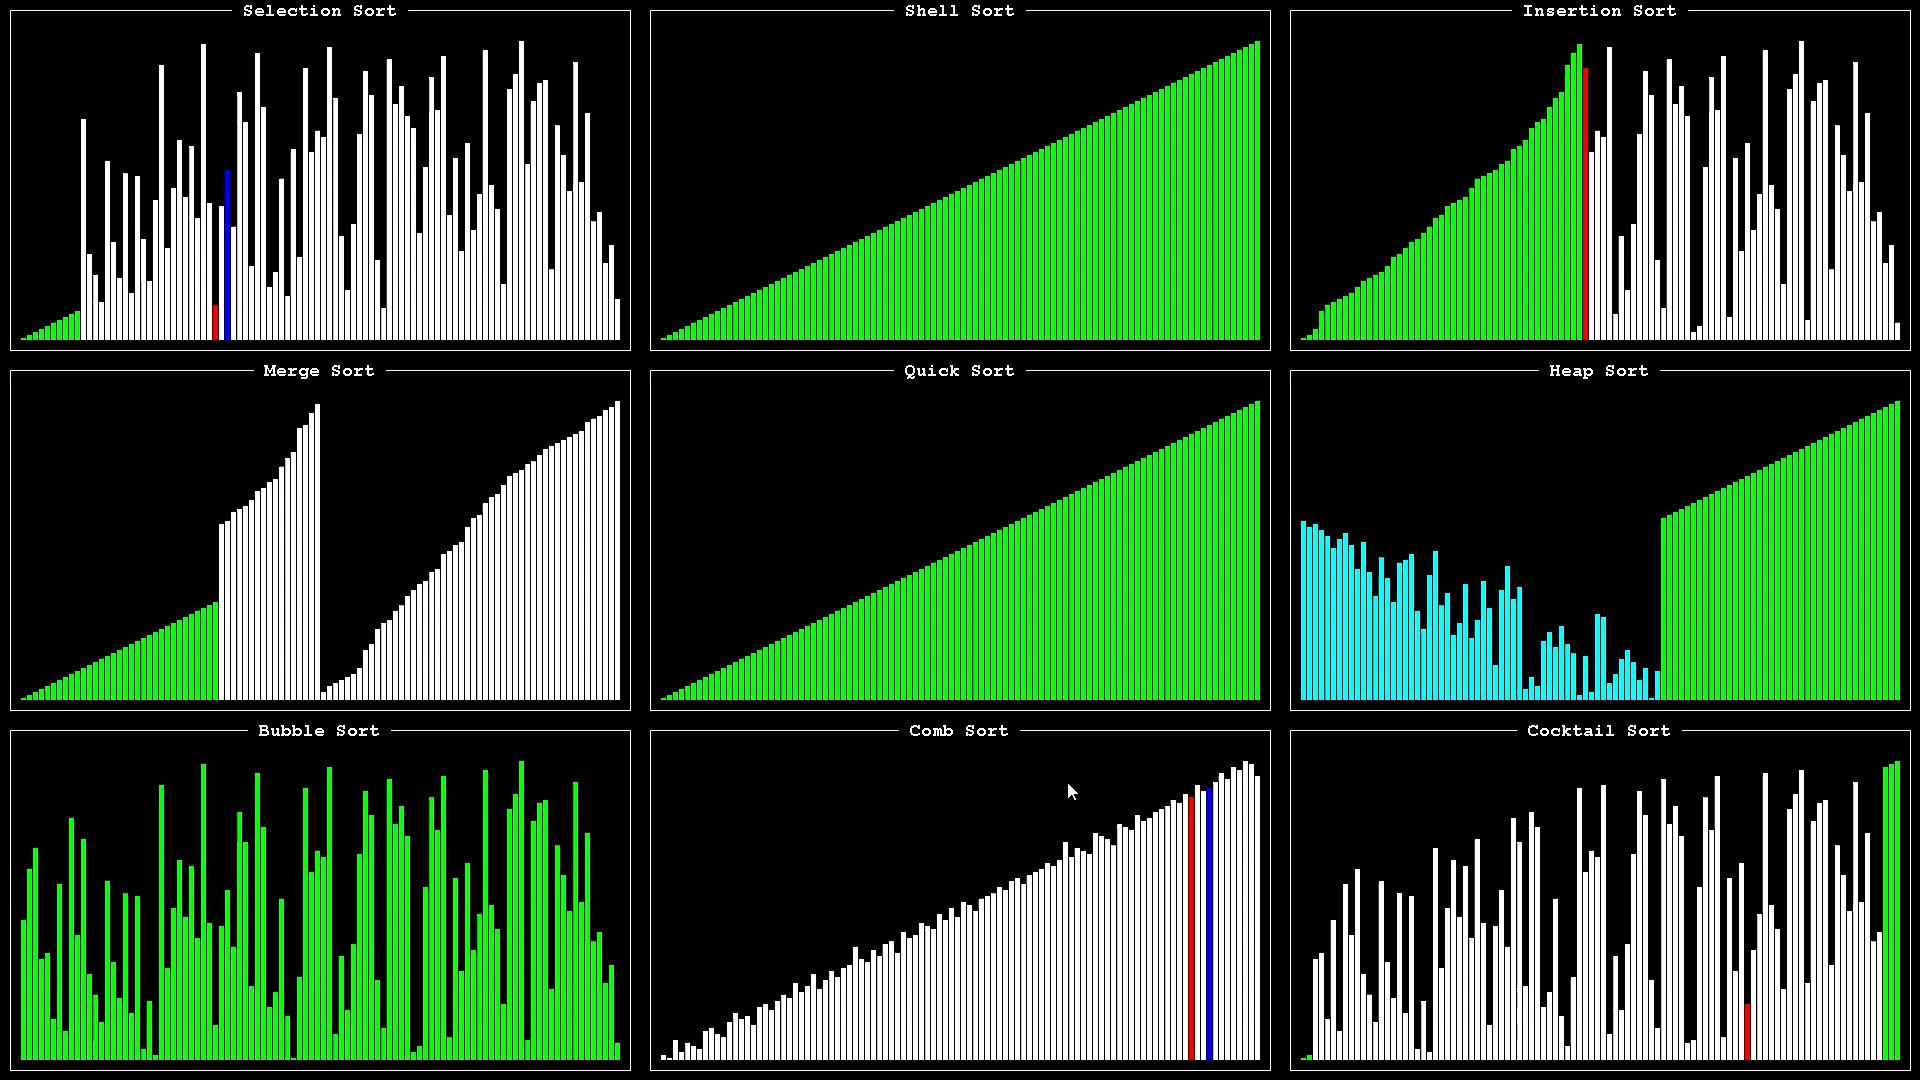 Selection Sort
Shell Sort
Insertion Sort
Merge Sort
Quick Sort
Heap Sort
Bubble Sort
Comb Sort
Cocktail Sort